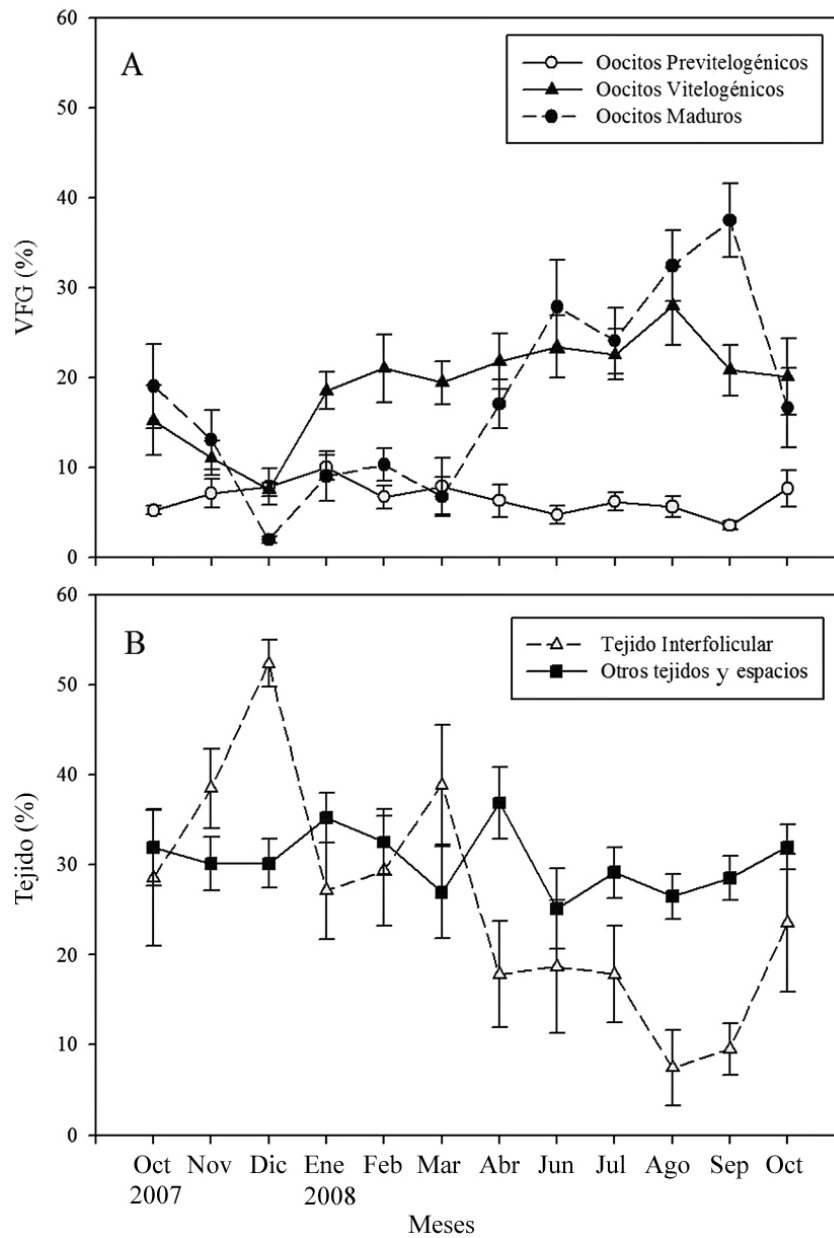 A
Oocitos Previtelogénicos
Oocitos Vitelogénicos
Oocitos Maduros
VFG (%)
60
50
40
30
20
10
0
B
Tejido Interfolicular
Otros tejidos y espacios
Tejido (%)
60
50
40
30
20
10
0
Oct Nov Dic Ene Feb Mar Abr Jun Jul Ago Sep Oct
2007 2008
Meses